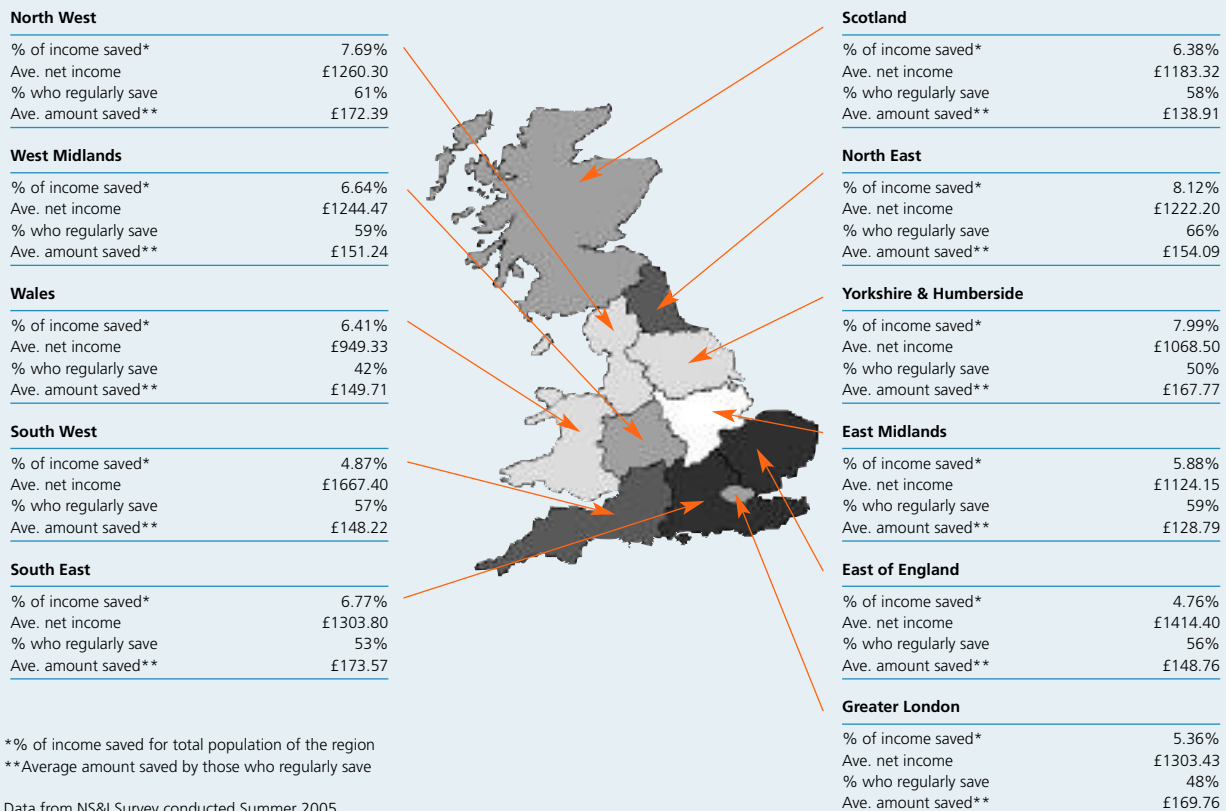 North West
% of income saved* 7.69%
Ave. net income £1260.30
% who regularly save 61%
Ave. amount saved** £172.39
West Midlands
% of income saved* 6.64%
Ave. net income £1244.47
% who regularly save 59%
Ave. amount saved** £151.24
Wales
% of income saved* 6.41%
Ave. net income £949.33
% who regularly save 42%
Ave. amount saved** £149.71
South West
% of income saved* 4.87%
Ave. net income £1667.40
% who regularly save 57%
Ave. amount saved** £148.22
South East
% of income saved* 6.77%
Ave. net income £1303.80
% who regularly save 53%
Ave. amount saved** £173.57
*% of income saved for total population of the region
**Average amount saved by those who regularly save
Data from NS&I Survey conducted Summer 2005
Scotland
% of income saved* 6.38%
Ave. net income £1183.32
% who regularly save 58%
Ave. amount saved** £138.91
North East
% of income saved* 8.12%
Ave. net income £1222.20
% who regularly save 66%
Ave. amount saved** £154.09
Yorkshire & Humberside
% of income saved* 7.99%
Ave. net income £1068.50
% who regularly save 50%
Ave. amount saved** £167.77
East Midlands
% of income saved* 5.88%
Ave. net income £1124.15
% who regularly save 59%
Ave. amount saved** £128.79
East of England
% of income saved* 4.76%
Ave. net income £1414.40
% who regularly save 56%
Ave. amount saved** £148.76
Greater London
% of income saved* 5.36%
Ave. net income £1303.43
% who regularly save 48%
Ave. amount saved** £169.76